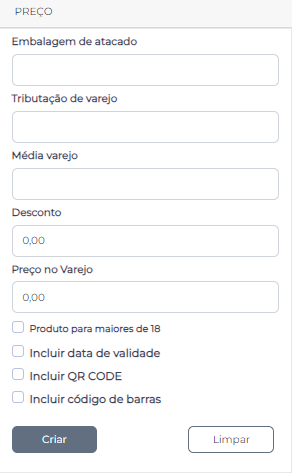 PREÇO
Embalagem de atacado
Tributação de varejo
Média varejo
Desconto
0,00
Preço no Varejo
0,00
Produto para maiores de 18
Incluir data de validade
Incluir QR CODE
Incluir código de barras
Criar
Limpar